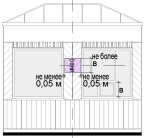 не более
В
не менее
0,05 м
не менее
0,05 м
В